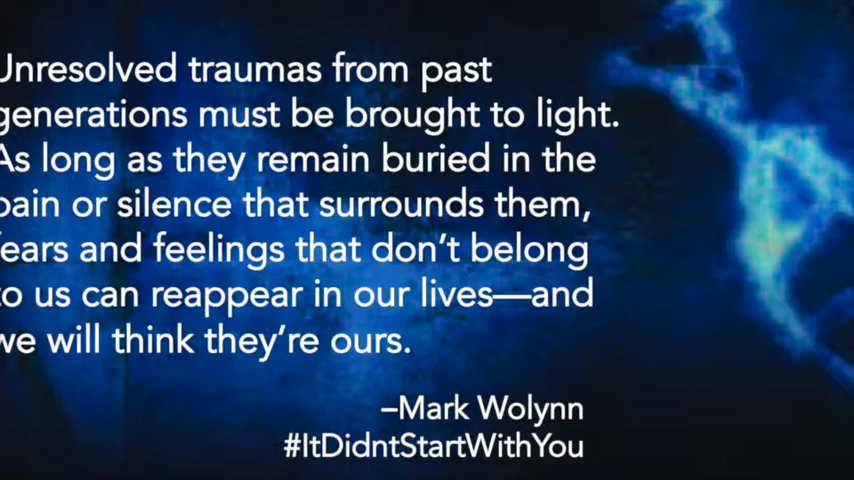 Unresolved traumas from past
generations must be brought to light.
As long as they remain buried in the
pain or silence that surrounds them,
fears and feelings that don't belong
to us can reappear in our lives—and
we will think they're ours.
–Mark Wolynn
#ItDidntStartWithYou